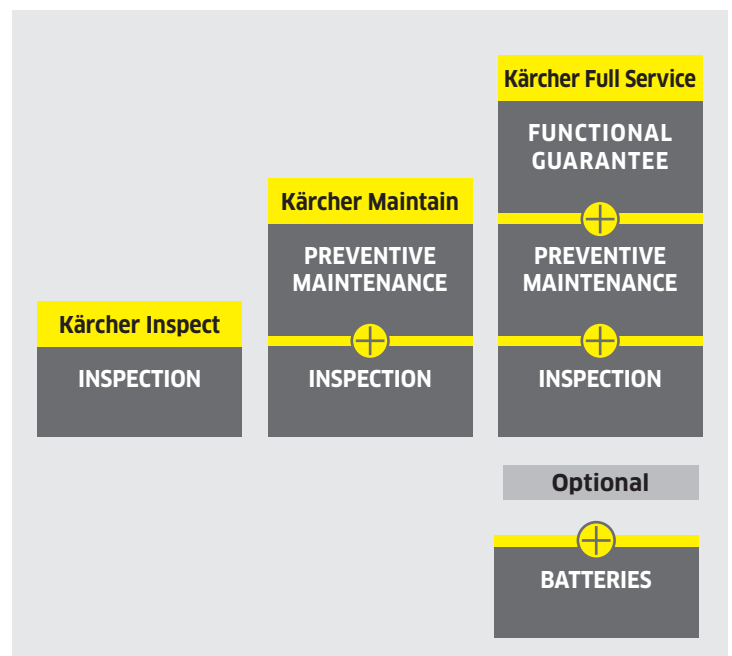 Kärcher Inspect
INSPECTION
Kärcher Maintain
PREVENTIVE
MAINTENANCE
INSPECTION
Kärcher Full Service
FUNCTIONAL
GUARANTEE
PREVENTIVE
MAINTENANCE
INSPECTION
Optional
BATTERIES